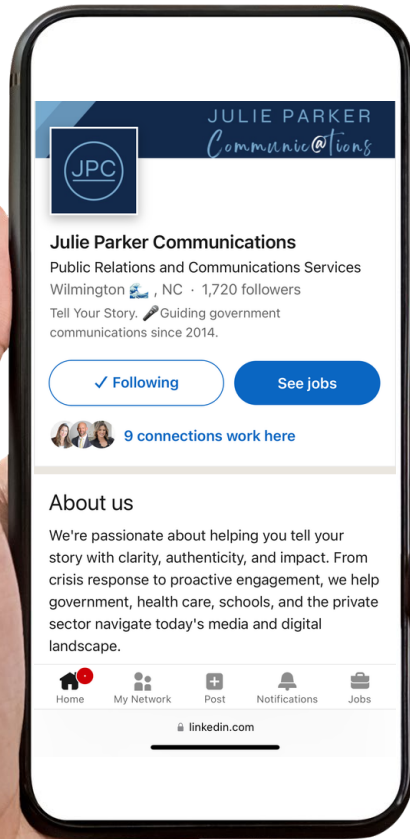 JULIE PARKER
Communic@tions
JPC
Julie Parker Communications
Public Relations and Communications Services
Wilmington 🌊 , NC · 1,720 followers
Tell Your Story. 🎤Guiding government
communications since 2014.
✓ Following
See jobs
9 connections work here
About us
We're passionate about helping you tell your
story with clarity, authenticity, and impact. From
crisis response to proactive engagement, we help
government, health care, schools, and the private
sector navigate today's media and digital
landscape.
Home
My Network
Post
Notifications
Jobs
linkedin.com